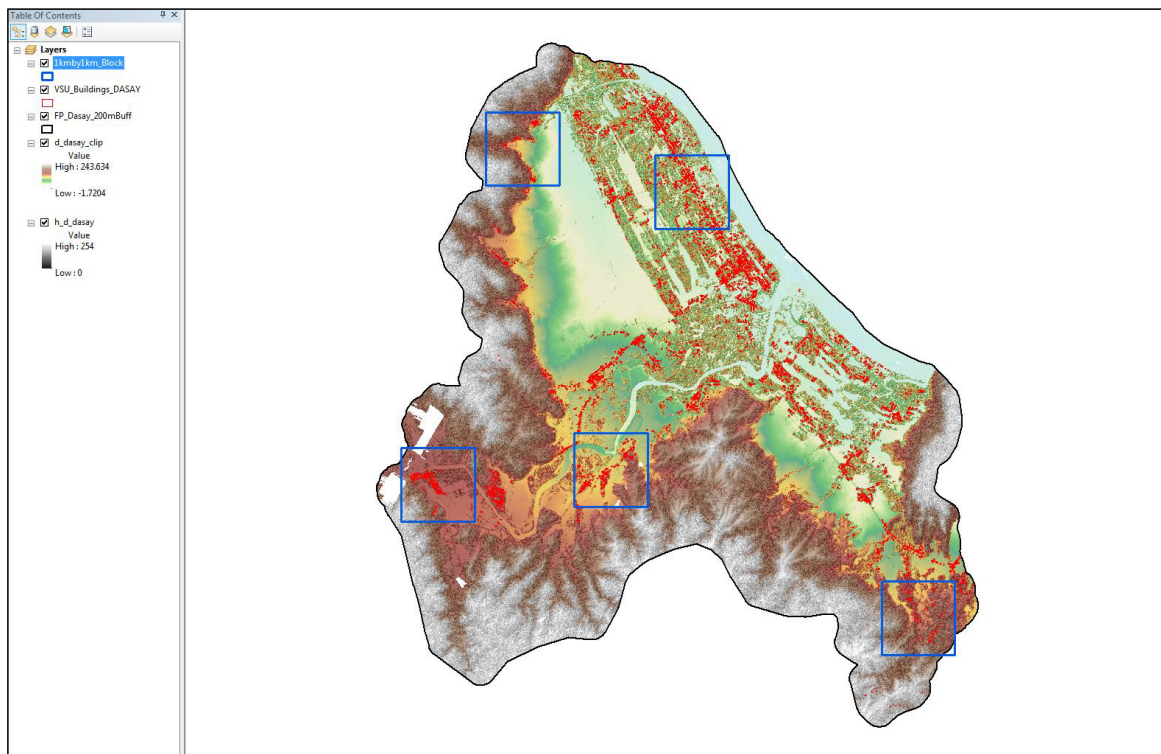 Table Of Contents
Layers
1kmby1km_Block
VSU_Buildings_DASAY
FP_Dasay_200mBuff
d_dasay_clip
Value
High : 243.634
Low : -1.7204
h_d_dasay
Value
High : 254
Low : 0